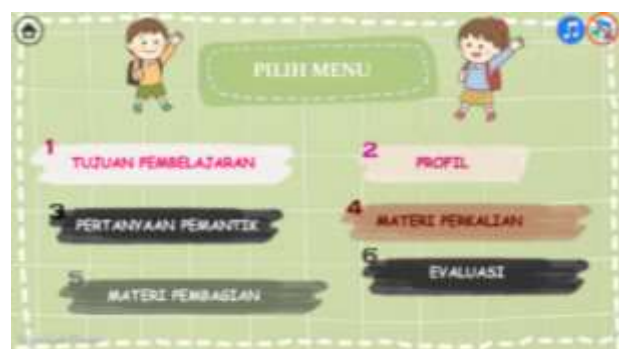 PILIH MENU
1 TUJUAN PEMBELAJARAN
2 PROFIL
3 PERTANYAAN PEMANTIK
4 MATERI PERKALIAN
5 MATERI PEMBAGIAN
6 EVALUASI